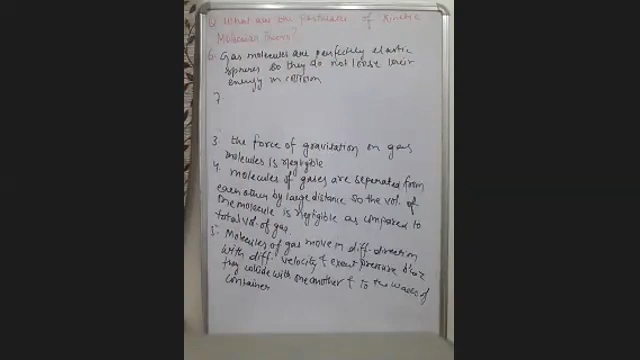 Q What are the Postulates of Kinetic
Molecular Theory?
6. Gas molecules are perfectly elastic
spheres so they do not loose their
energy in collision
7.
3. the force of gravitation on gas
molecules is negligible
4. molecules of gases are separated from
each other by large distance so the vol. of
one molecule is negligible as compared to
total vol. of gas.
5. Molecules of gas move in diff. direction
with diff. velocity & exert pressure
they collide with one another & to the walls of
container